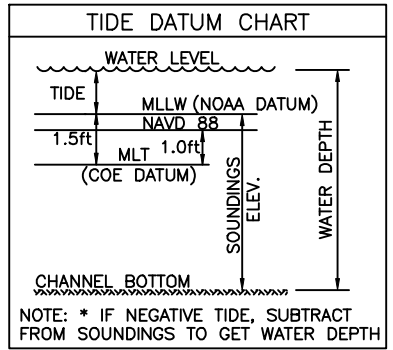 TIDE DATUM CHART
WATER LEVEL
TIDE
MLLW (NOAA DATUM)
NAVD 88
1.5ft
1.0ft
MLT
(COE DATUM)
SOUNDINGS
ELEV.
WATER DEPTH
CHANNEL BOTTOM
NOTE: * IF NEGATIVE TIDE, SUBTRACT
FROM SOUNDINGS TO GET WATER DEPTH